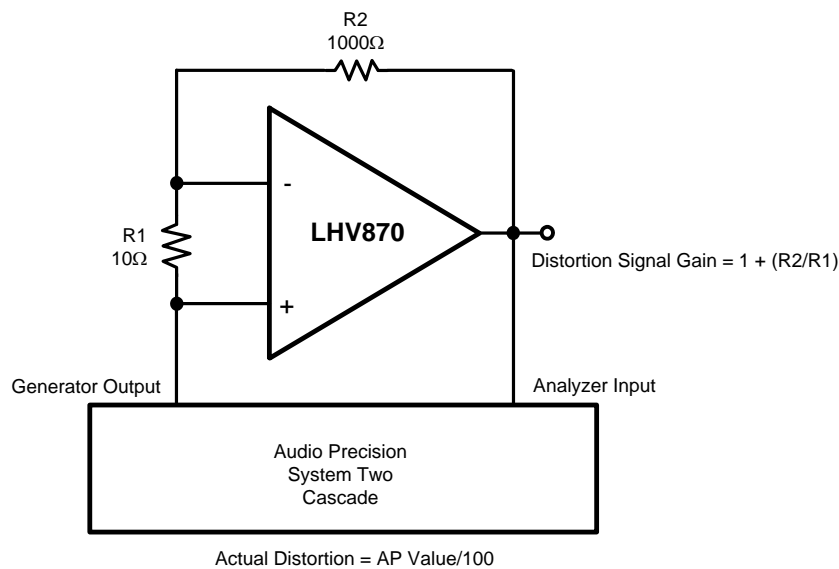 R2
1000Ω
-
R1
10Ω
LHV870
+
Distortion Signal Gain = 1 + (R2/R1)
Generator Output
Analyzer Input
Audio Precision
System Two
Cascade
Actual Distortion = AP Value/100